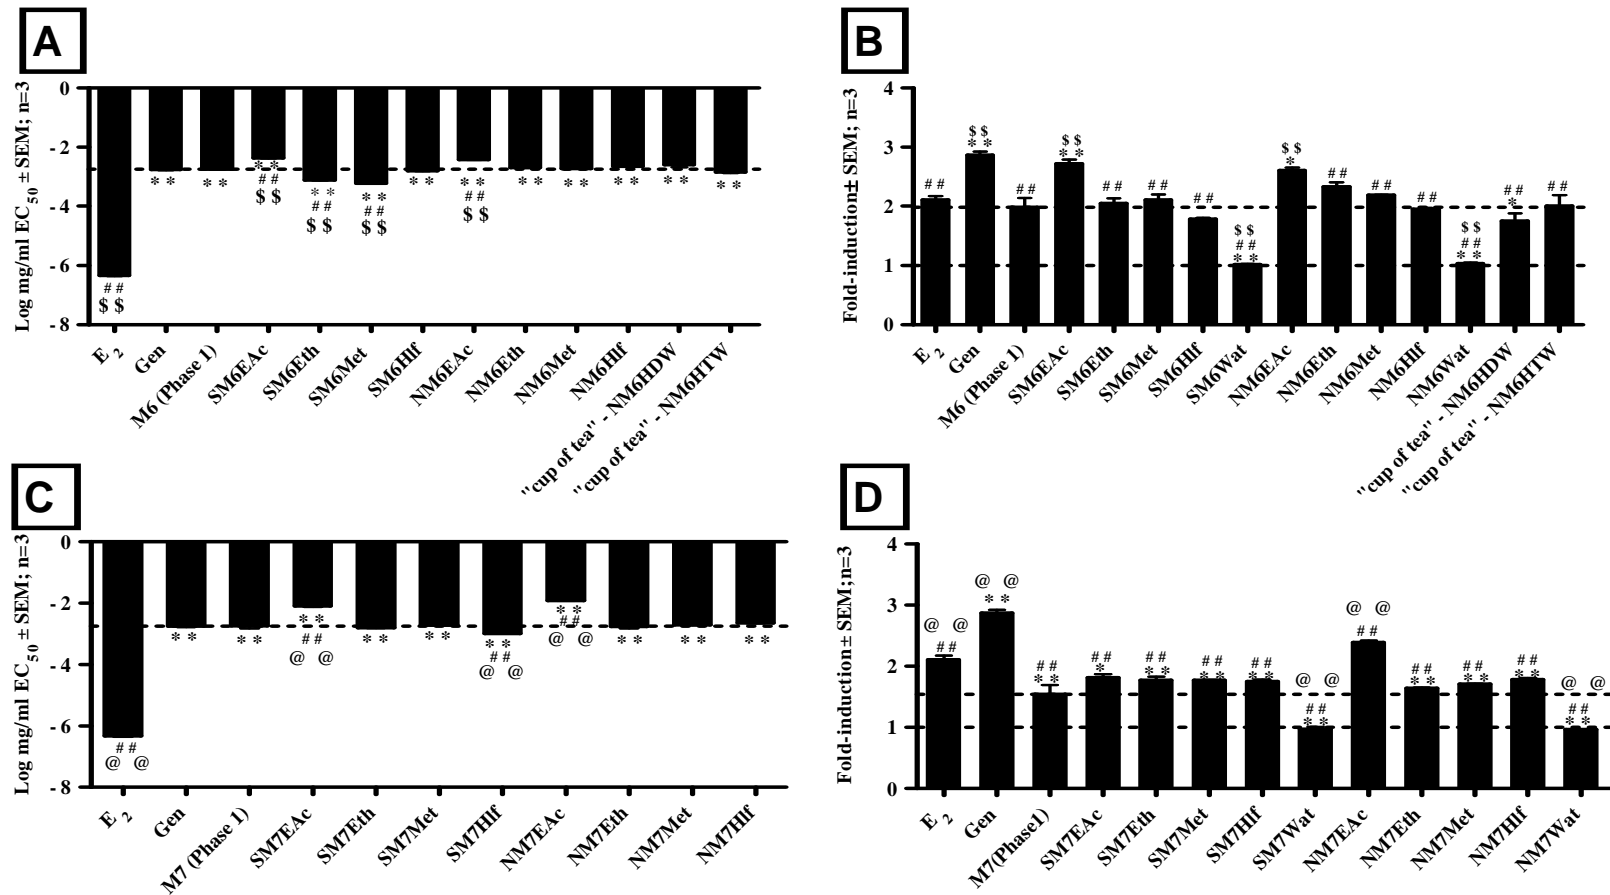 A
Log mg/ml EC50 ± SEM; n=3
0
-2
-4
-6
-8
##
$$
**
**
**
##
$$
**
##
$$
**
##
$$
**
**
##
$$
**
**
**
**
**
E2
Gen
M6 (Phase 1)
SM6EAc
SM6Eth
SM6Met
SM6Hlf
NM6EAc
NM6Eth
NM6Met
NM6Hlf
"cup of tea" - NM6HDW
"cup of tea" - NM6HTW
B
Fold-induction± SEM; n=3
4
3
2
1
0
##
$$
**
##
$$
**
##
##
##
$$
##
**
$$
*
##
##
##
$$
##
**
##
*
##
E2
Gen
M6 (Phase 1)
SM6EAc
SM6Eth
SM6Met
SM6Hlf
SM6Wat
NM6EAc
NM6Eth
NM6Met
NM6Hlf
NM6Wat
"cup of tea" - NM6HDW
"cup of tea" - NM6HTW
C
Log mg/ml EC50 ± SEM; n=3
0
-2
-4
-6
-8
##
@ @
**
**
**
##
@ @
**
**
**
##
@ @
**
##
@ @
**
**
**
E2
Gen
M7 (Phase 1)
SM7EAc
SM7Eth
SM7Met
SM7Hlf
NM7EAc
NM7Eth
NM7Met
NM7Hlf
D
Fold-induction± SEM;n=3
4
3
2
1
0
@ @
##
@ @
**
##
**
##
*
##
**
##
**
##
**
@ @
##
**
@ @
##
##
**
##
**
##
**
@ @
##
**
E2
Gen
M7(Phase1)
SM7EAc
SM7Eth
SM7Met
SM7Hlf
SM7Wat
NM7EAc
NM7Eth
NM7Met
NM7Hlf
NM7Wat